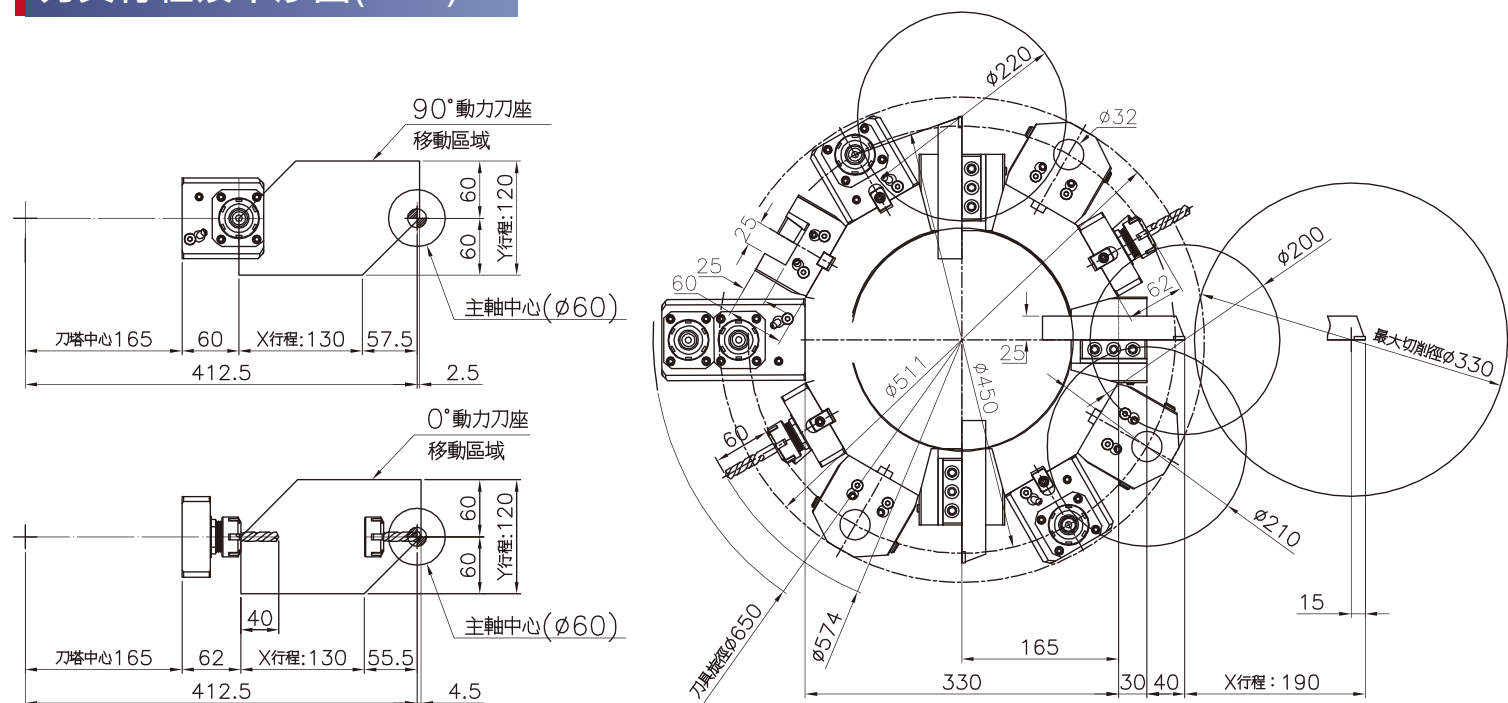 90°動力刀座
移動區域
60
60
Y行程:120
主軸中心(ø60)
刀塔中心165
60
X行程:130
57.5
412.5
2.5
0°動力刀座
移動區域
60
60
Y行程:120
40
主軸中心(ø60)
刀塔中心165
62
X行程:130
55.5
412.5
4.5
ø220
ø32
25
25
60
62
ø200
25
ø511
ø450
最大切削徑ø330
60
ø210
15
刀具旋徑ø650
ø574
165
330
30
40
X行程：190